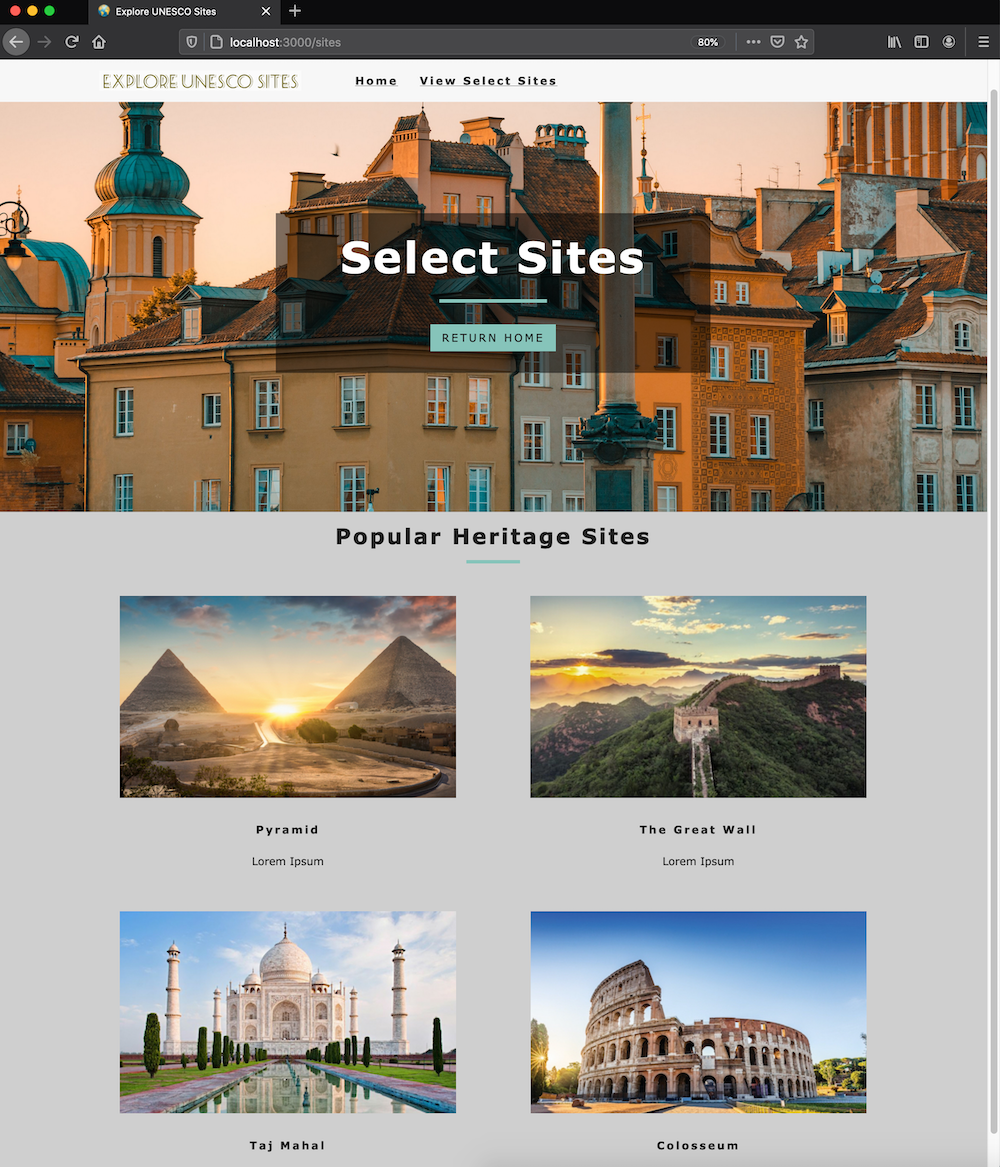 Explore UNESCO Sites
localhost:3000/sites
80%
EXPLORE UNESCO SITES
Home
View Select Sites
Select Sites
RETURN HOME
Popular Heritage Sites
Pyramid
The Great Wall
Lorem Ipsum
Lorem Ipsum
Taj Mahal
Colosseum